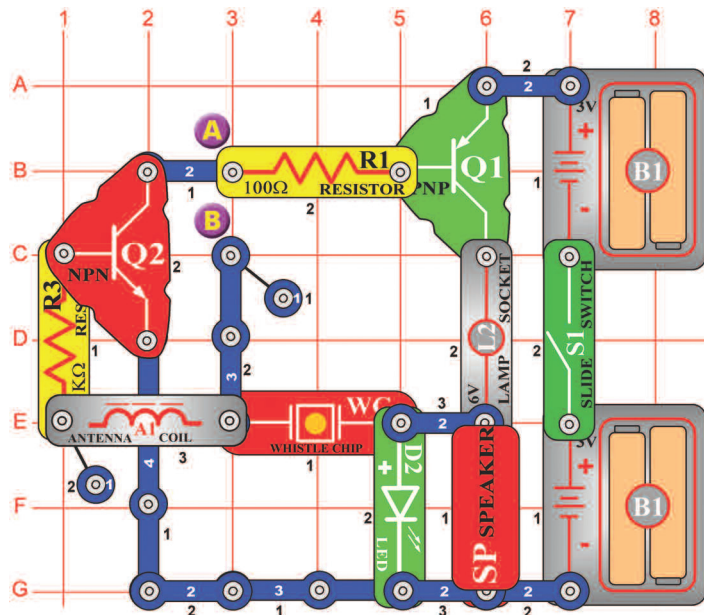 1 2 3 4 5 6 7 8
A
2
2
1
3V
+
A
B
2
1
100Ω
R1
RESISTOR
2
PNP
Q1
1
B1
-
B
C
NPN
Q2
2
1 1
R3
RES
KΩ
1
D
3
2
2
L2
6V
LAMP SOCKET
2
S1
SLIDE SWITCH
E
A1
ANTENNA COIL
3
WC
WHISTLE CHIP
1
3
2
3V
+
2 1
4
1
F
D2
+
LED
2
1
SP
SPEAKER
1
B1
-
G
2
2
3
1
2
3
2
2